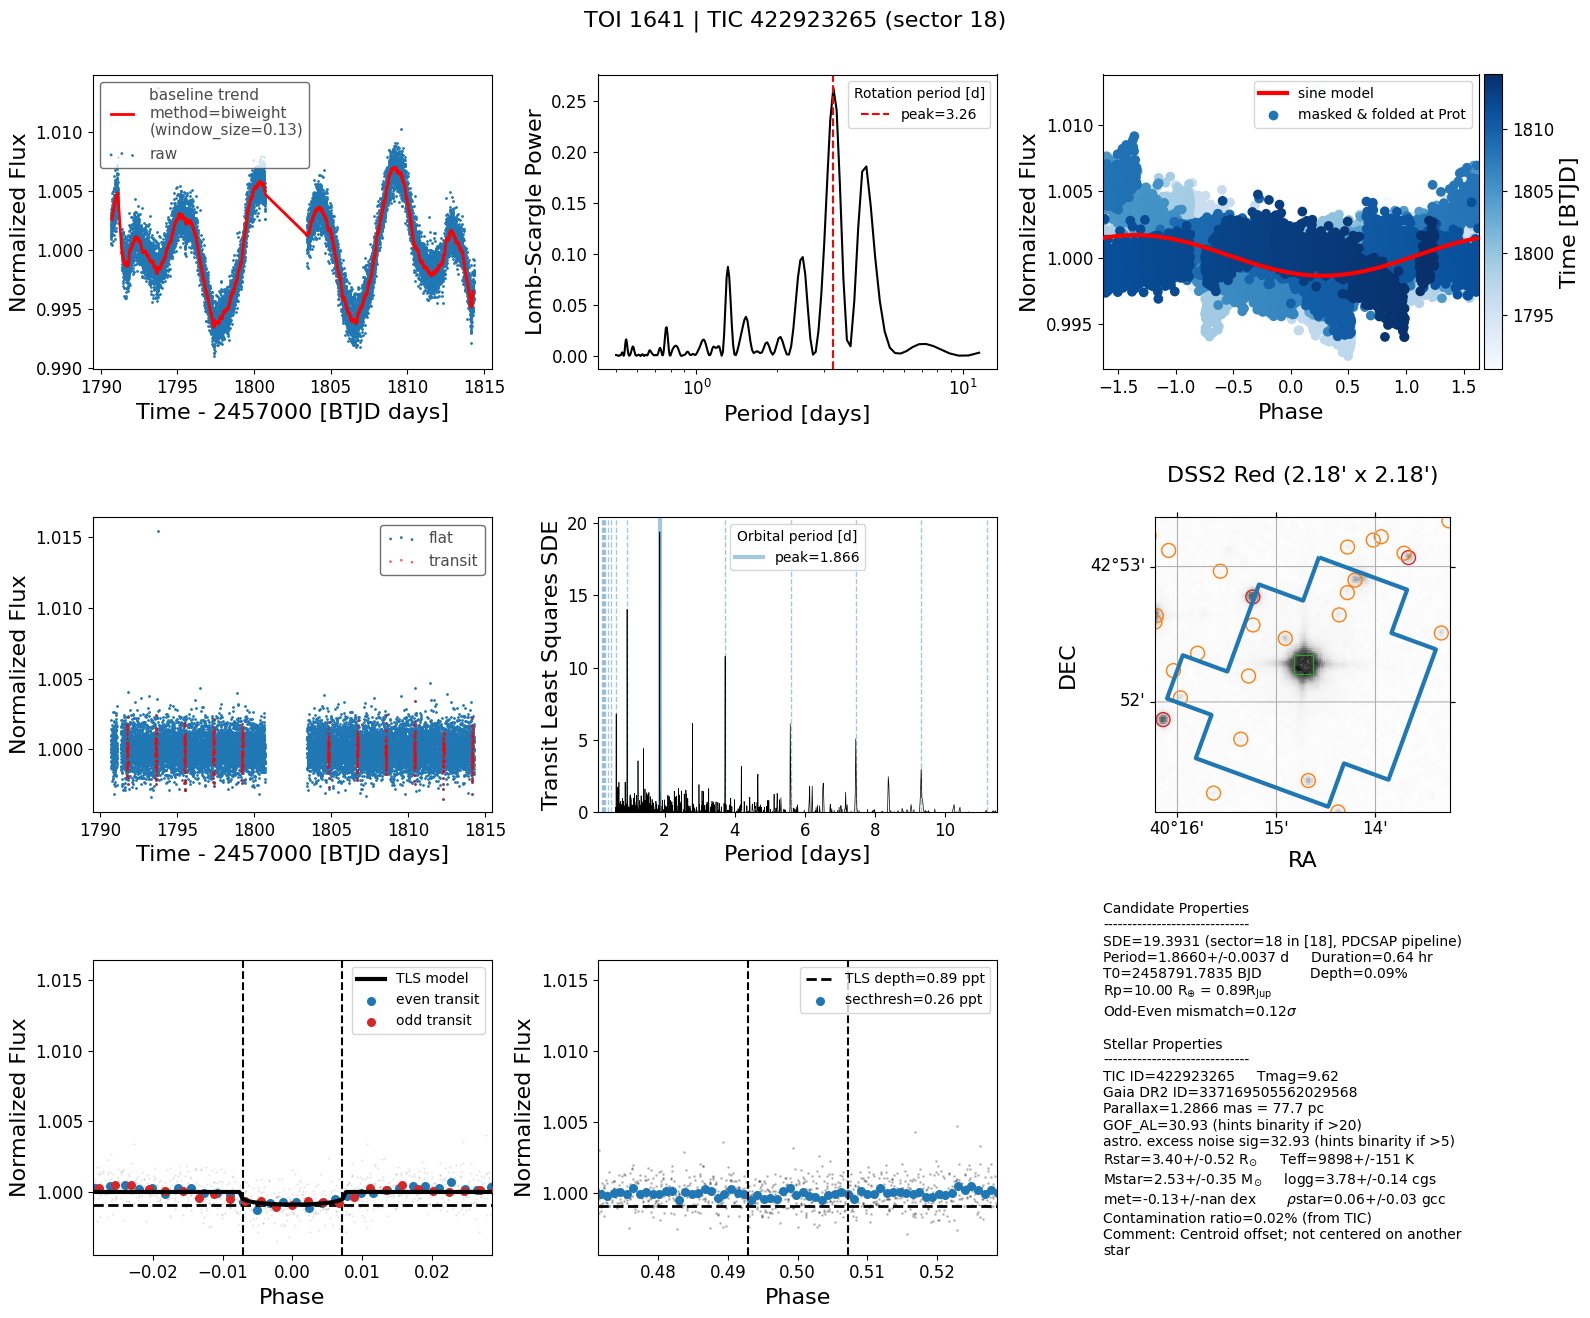 TOI 1641 | TIC 422923265 (sector 18)
baseline trend
method=biweight
(window_size=0.13)
raw
Normalized Flux
1.010
1.005
1.000
0.995
0.990
1790 1795 1800 1805 1810 1815
Time - 2457000 [BTJD days]
Rotation period [d]
peak=3.26
Lomb-Scargle Power
0.25
0.20
0.15
0.10
0.05
0.00
10^0 10^1
Period [days]
sine model
masked & folded at Prot
Normalized Flux
1.010
1.005
1.000
0.995
−1.5 −1.0 −0.5 0.0 0.5 1.0 1.5
Phase
1810
1805
1800
1795
Time [BTJD]
flat
transit
Normalized Flux
1.015
1.010
1.005
1.000
1790 1795 1800 1805 1810 1815
Time - 2457000 [BTJD days]
Orbital period [d]
peak=1.866
Transit Least Squares SDE
20
15
10
5
0
2 4 6 8 10
Period [days]
DSS2 Red (2.18' x 2.18')
DEC
42°53'
52'
40°16' 15' 14'
RA
TLS model
even transit
odd transit
Normalized Flux
1.015
1.010
1.005
1.000
−0.02 −0.01 0.00 0.01 0.02
Phase
TLS depth=0.89 ppt
secthresh=0.26 ppt
Normalized Flux
1.015
1.010
1.005
1.000
0.48 0.49 0.50 0.51 0.52
Phase
Candidate Properties
------------------------------
SDE=19.3931 (sector=18 in [18], PDCSAP pipeline)
Period=1.8660+/-0.0037 d Duration=0.64 hr
T0=2458791.7835 BJD Depth=0.09%
Rp=10.00 R⊕ = 0.89RJup
Odd-Even mismatch=0.12σ
Stellar Properties
------------------------------
TIC ID=422923265 Tmag=9.62
Gaia DR2 ID=337169505562029568
Parallax=1.2866 mas = 77.7 pc
GOF_AL=30.93 (hints binarity if >20)
astro. excess noise sig=32.93 (hints binarity if >5)
Rstar=3.40+/-0.52 R⊙ Teff=9898+/-151 K
Mstar=2.53+/-0.35 M⊙ logg=3.78+/-0.14 cgs
met=-0.13+/-nan dex ρstar=0.06+/-0.03 gcc
Contamination ratio=0.02% (from TIC)
Comment: Centroid offset; not centered on another
star